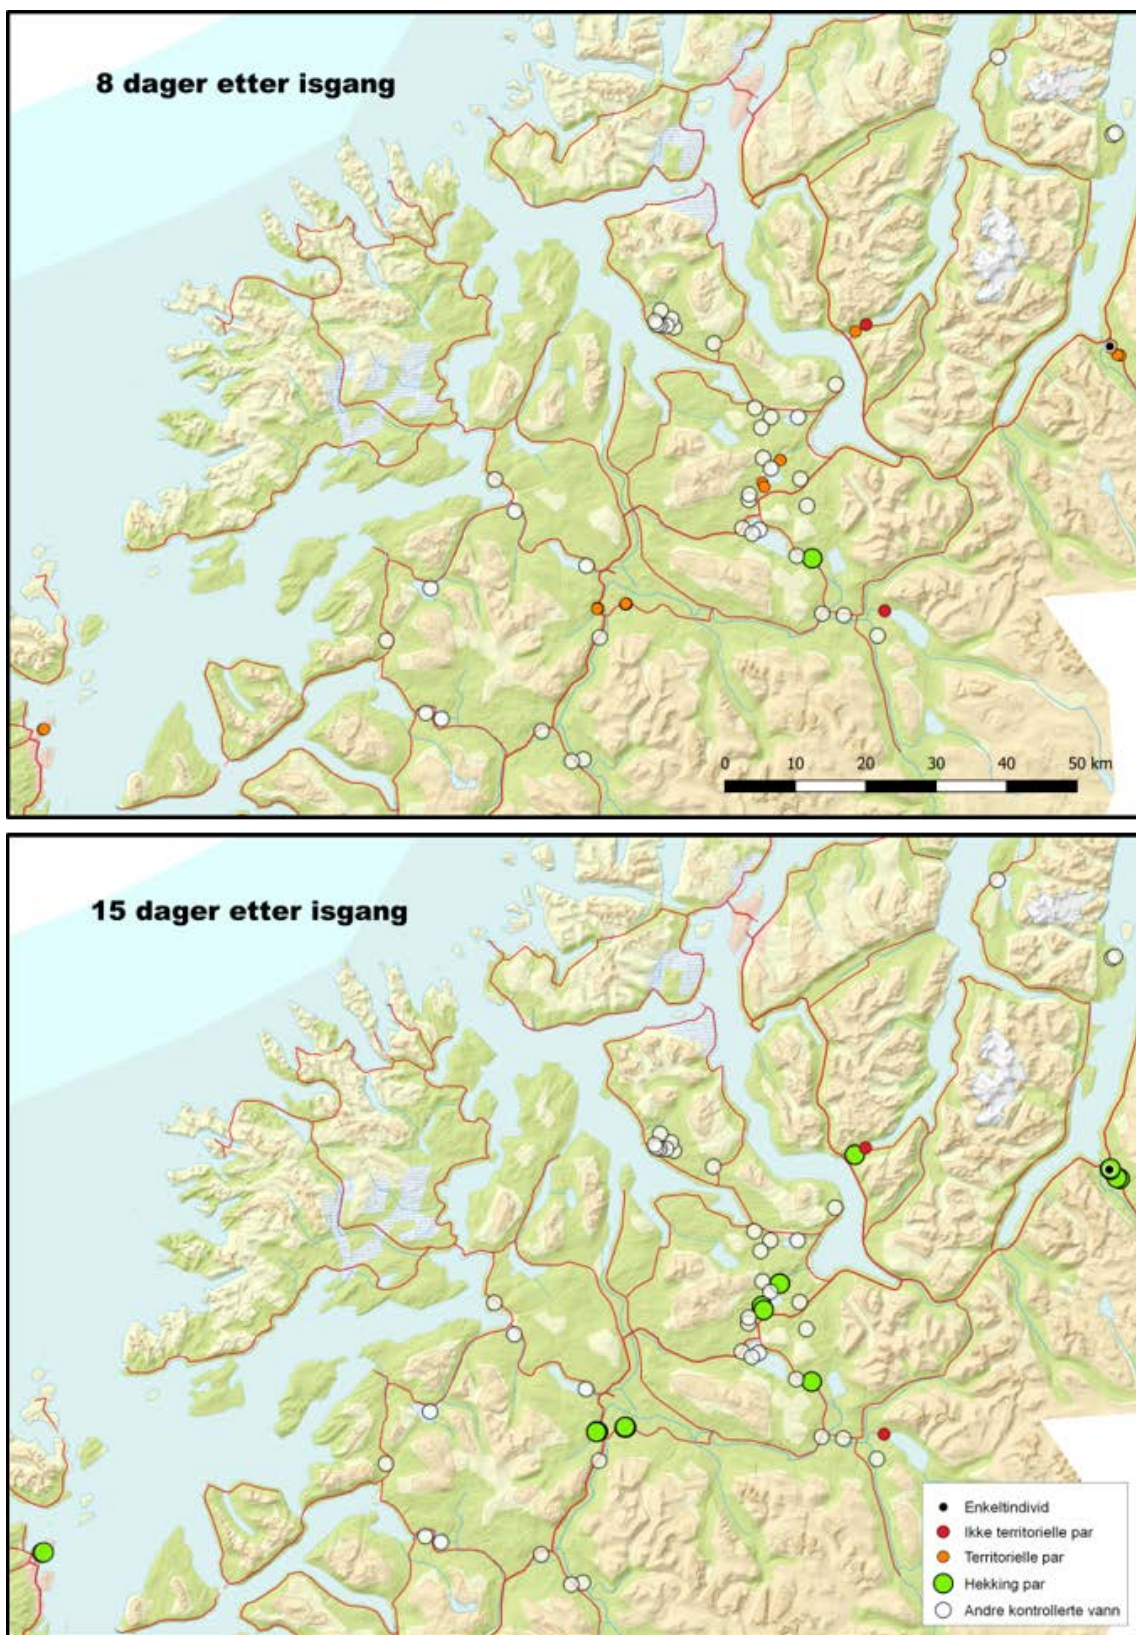 8 dager etter isgang
0 10 20 30 40 50 km
15 dager etter isgang
Enkeltindivid
Ikke territorielle par
Territorielle par
Hekking par
Andre kontrollerte vann